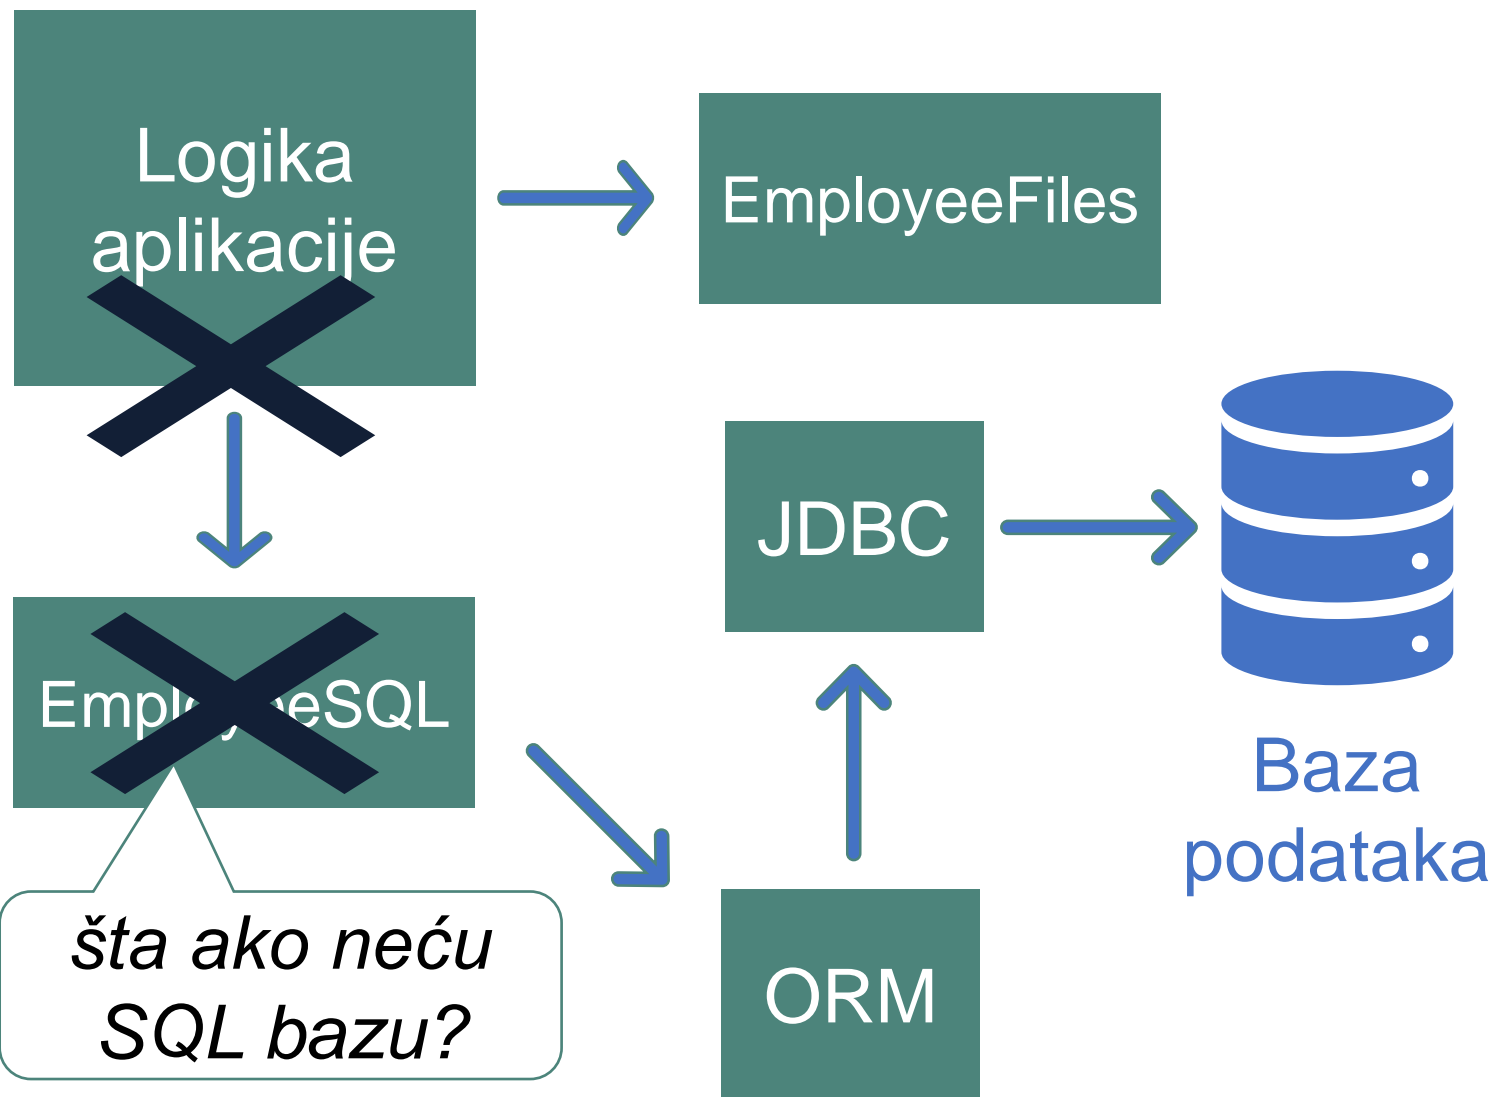 Logika
aplikacije
EmployeeFiles
JDBC
EmployeeSQL
Baza
podataka
šta ako neću
SQL bazu?
ORM